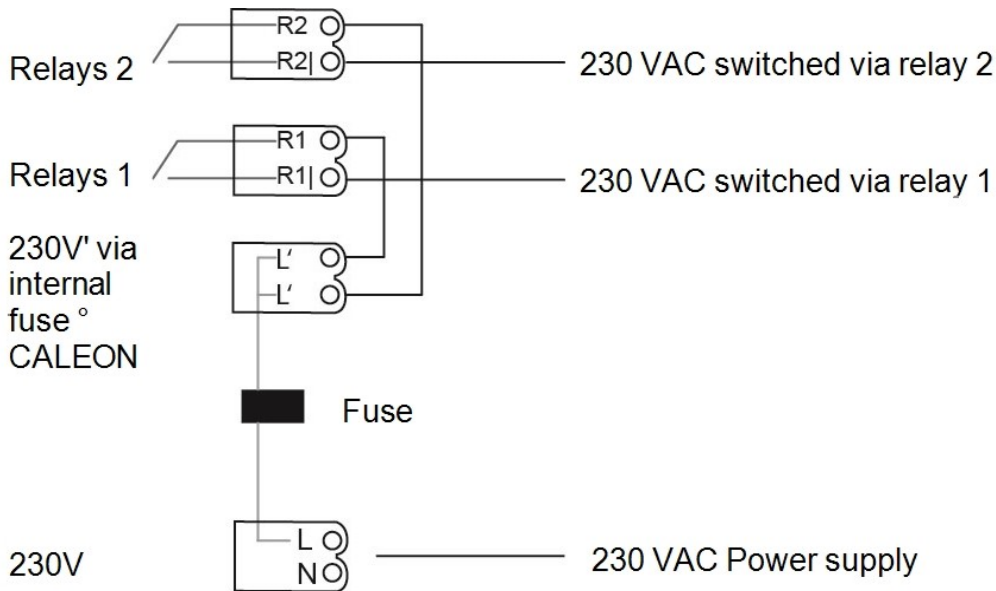 R2
Relays 2
R2|
230 VAC switched via relay 2
R1
Relays 1
R1|
230 VAC switched via relay 1
230V' via
internal
fuse °
CALEON
L‘
L‘
Fuse
230V
L
N
230 VAC Power supply